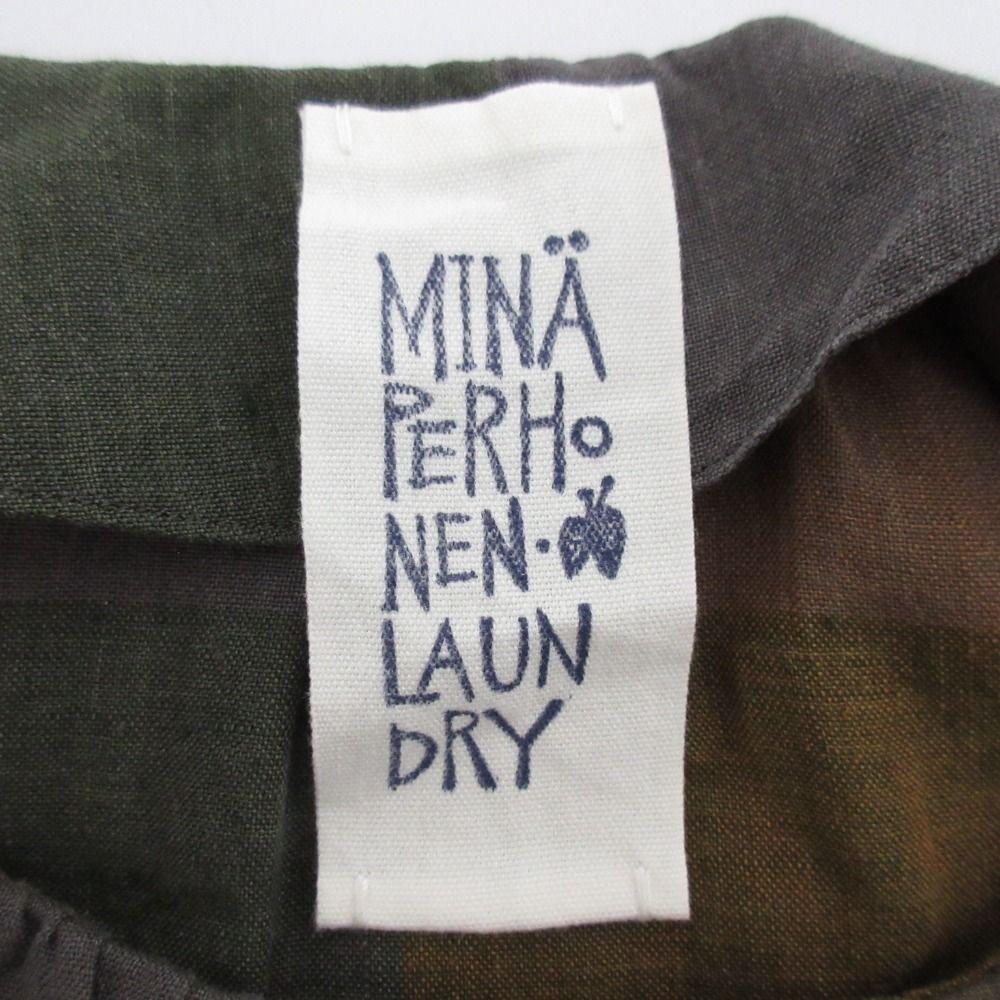 MINÄ
PERHO
NEN·
LAUN
DRY